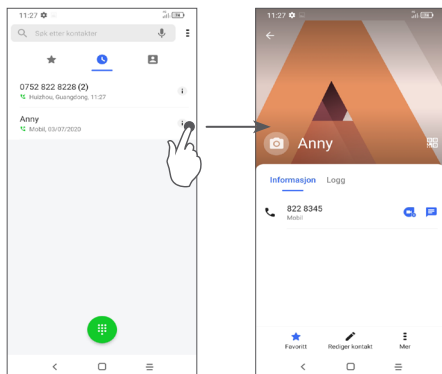 11:27
Søk etter kontakter
0752 822 8228 (2)
Huizhou, Guangdong, 11:27
Anny
Mobil, 03/07/2020
11:27
Anny
Informasjon Logg
822 8345
Mobil
Favoritt Rediger kontakt Mer